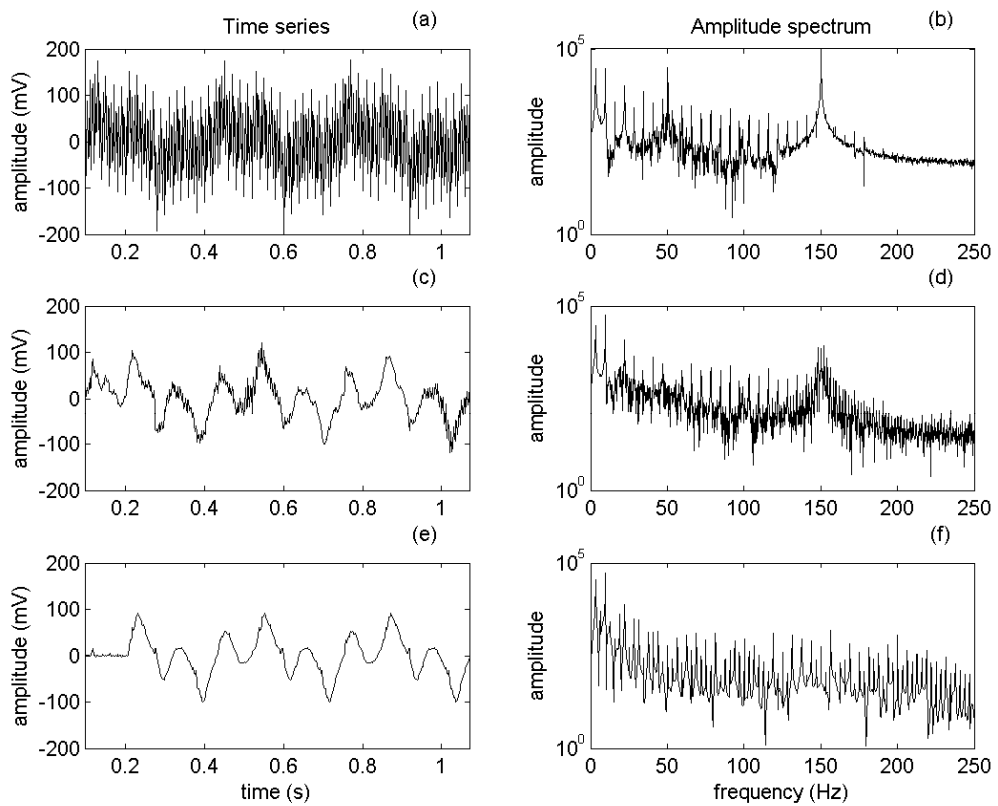 Time series (a)
Amplitude spectrum (b)
amplitude (mV)
200
100
0
-100
-200
0.2 0.4 0.6 0.8 1
amplitude
10^5
10^0
0 50 100 150 200 250
(c)
amplitude (mV)
200
100
0
-100
-200
0.2 0.4 0.6 0.8 1
(d)
amplitude
10^5
10^0
0 50 100 150 200 250
(e)
amplitude (mV)
200
100
0
-100
-200
0.2 0.4 0.6 0.8 1
time (s)
(f)
amplitude
10^5
10^0
0 50 100 150 200 250
frequency (Hz)